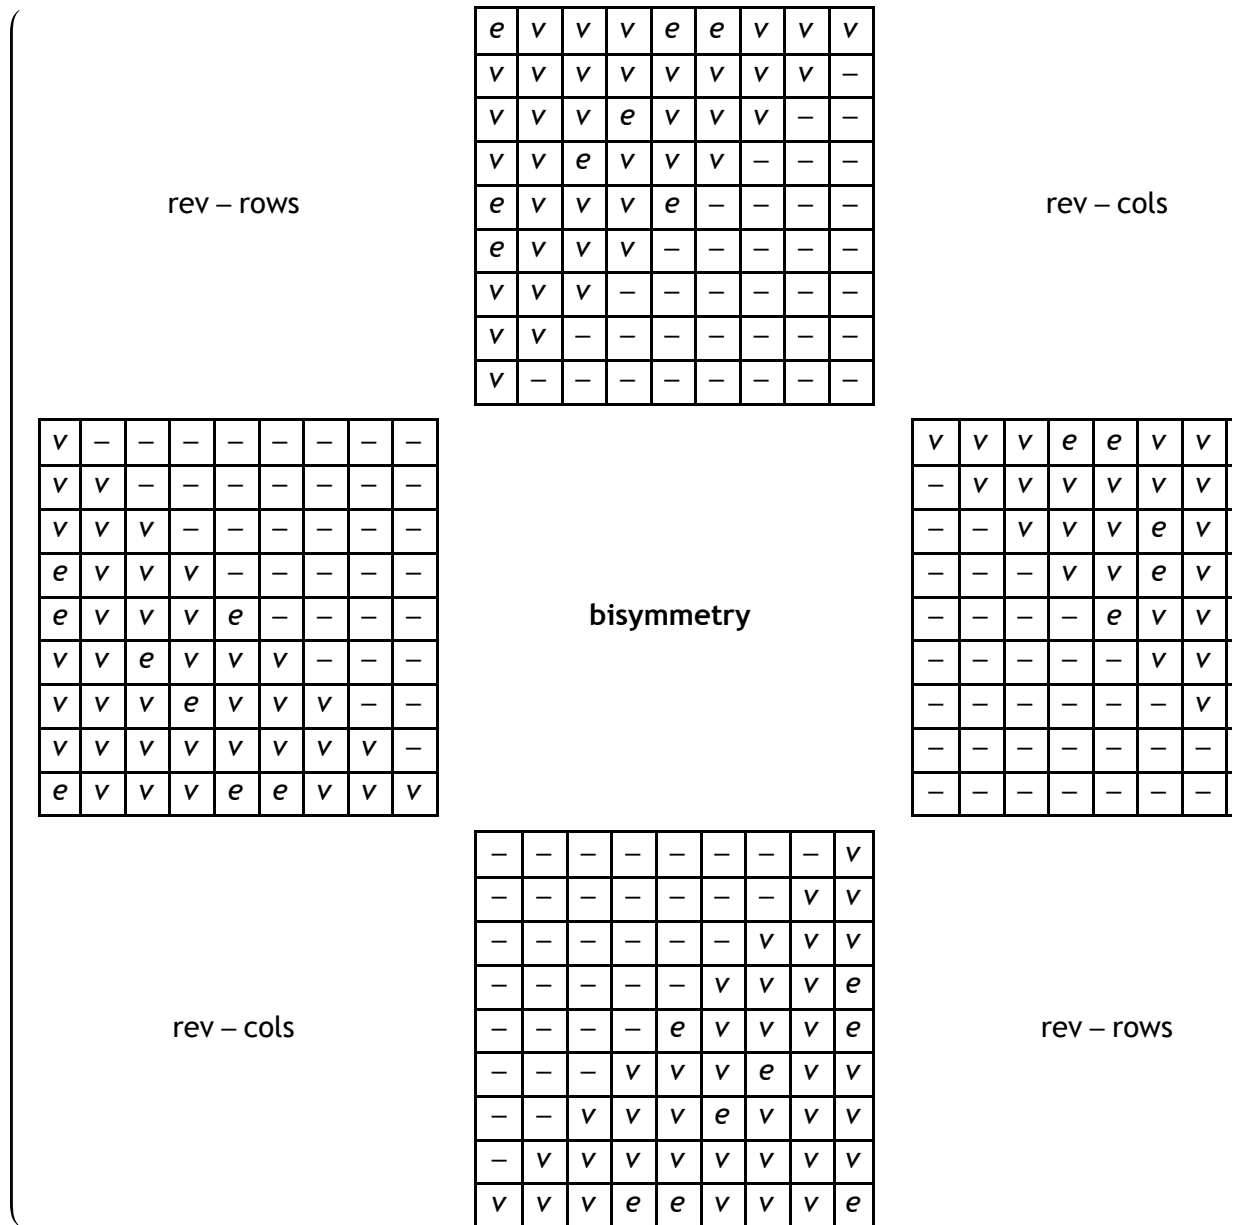 e v v v e e v v v
v v v v v v v v –
v v v e v v v – –
v v e v v v – – –
rev – rows
e v v v e – – – –
rev – cols
e v v v – – – – –
v v v – – – – – –
v v – – – – – – –
v – – – – – – – –
v – – – – – – – –
v v – – – – – – –
v v v – – – – – –
e v v v – – – – –
e v v v e – – – –
v v e v v v – – –
v v v e v v v – –
v v v v v v v v –
e v v v e e v v v
bisymmetry
v v v e e v v
– v v v v v v
– – v v v e v
– – – v v e v
– – – – e v v
– – – – – v v
– – – – – – v
– – – – – – –
– – – – – – –
– – – – – – – – v
– – – – – – – v v
– – – – – – v v v
– – – – – v v v e
rev – cols
– – – – e v v v e
rev – rows
– – – v v v e v v
– – v v v e v v v
– v v v v v v v v
v v v e e v v v e